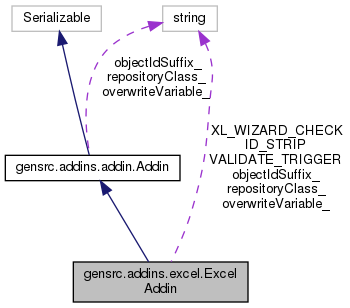 Serializable
string
objectIdSuffix_
repositoryClass_
overwriteVariable_
XL_WIZARD_CHECK
ID_STRIP
VALIDATE_TRIGGER
objectIdSuffix_
repositoryClass_
overwriteVariable_
gensrc.addins.addin.Addin
gensrc.addins.excel.Excel
Addin